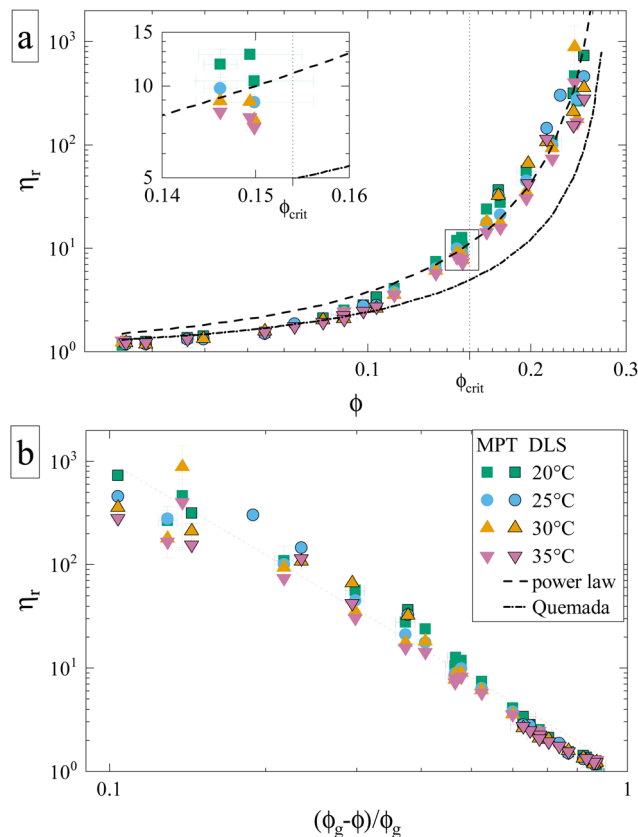 a
15
10
5
0.14
0.15
0.16
ϕcrit
10³
10²
10¹
10⁰
ηr
0.1
ϕcrit
0.2
0.3
ϕ
b
MPT DLS
20°C
25°C
30°C
35°C
power law
Quemada
10³
10²
10¹
10⁰
ηr
0.1
1
(ϕg-ϕ)/ϕg